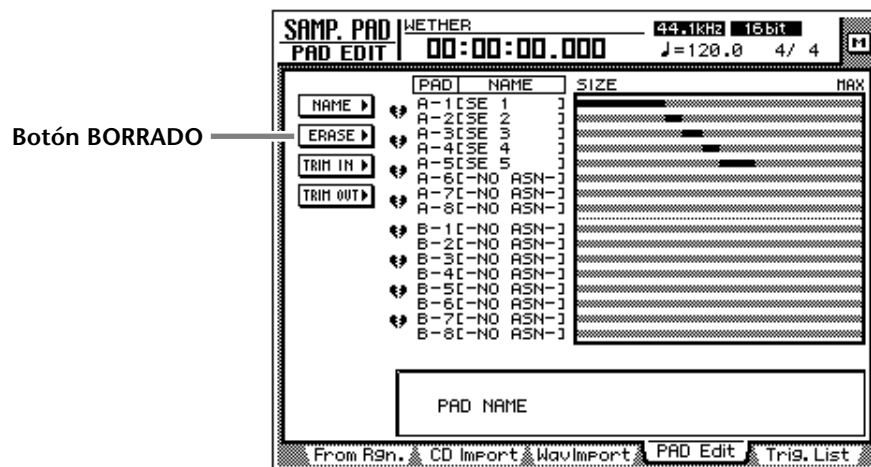 SAMP. PAD WETHER 44.1kHz 16bit
PAD EDIT 00:00:00.000 ♩=120.0 4/ 4 M
PAD NAME SIZE MAX
NAME
Botón BORRADO ERASE
TRIM IN
TRIM OUT
A-1[SE 1 ]
A-2[SE 2 ]
A-3[SE 3 ]
A-4[SE 4 ]
A-5[SE 5 ]
A-6[-NO ASN-]
A-7[-NO ASN-]
A-8[-NO ASN-]
B-1[-NO ASN-]
B-2[-NO ASN-]
B-3[-NO ASN-]
B-4[-NO ASN-]
B-5[-NO ASN-]
B-6[-NO ASN-]
B-7[-NO ASN-]
B-8[-NO ASN-]
PAD NAME
From Rgn. CD Import WavImport PAD Edit Trig. List